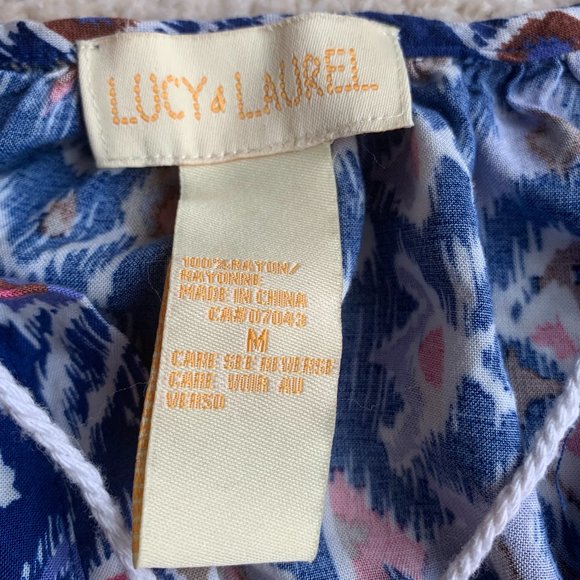 LUCY & LAUREL
100% RAYON/
RAYONNE
MADE IN CHINA
CA#07043
M
CARE SEE REVERSE
CARE VOIR AU
VERSO